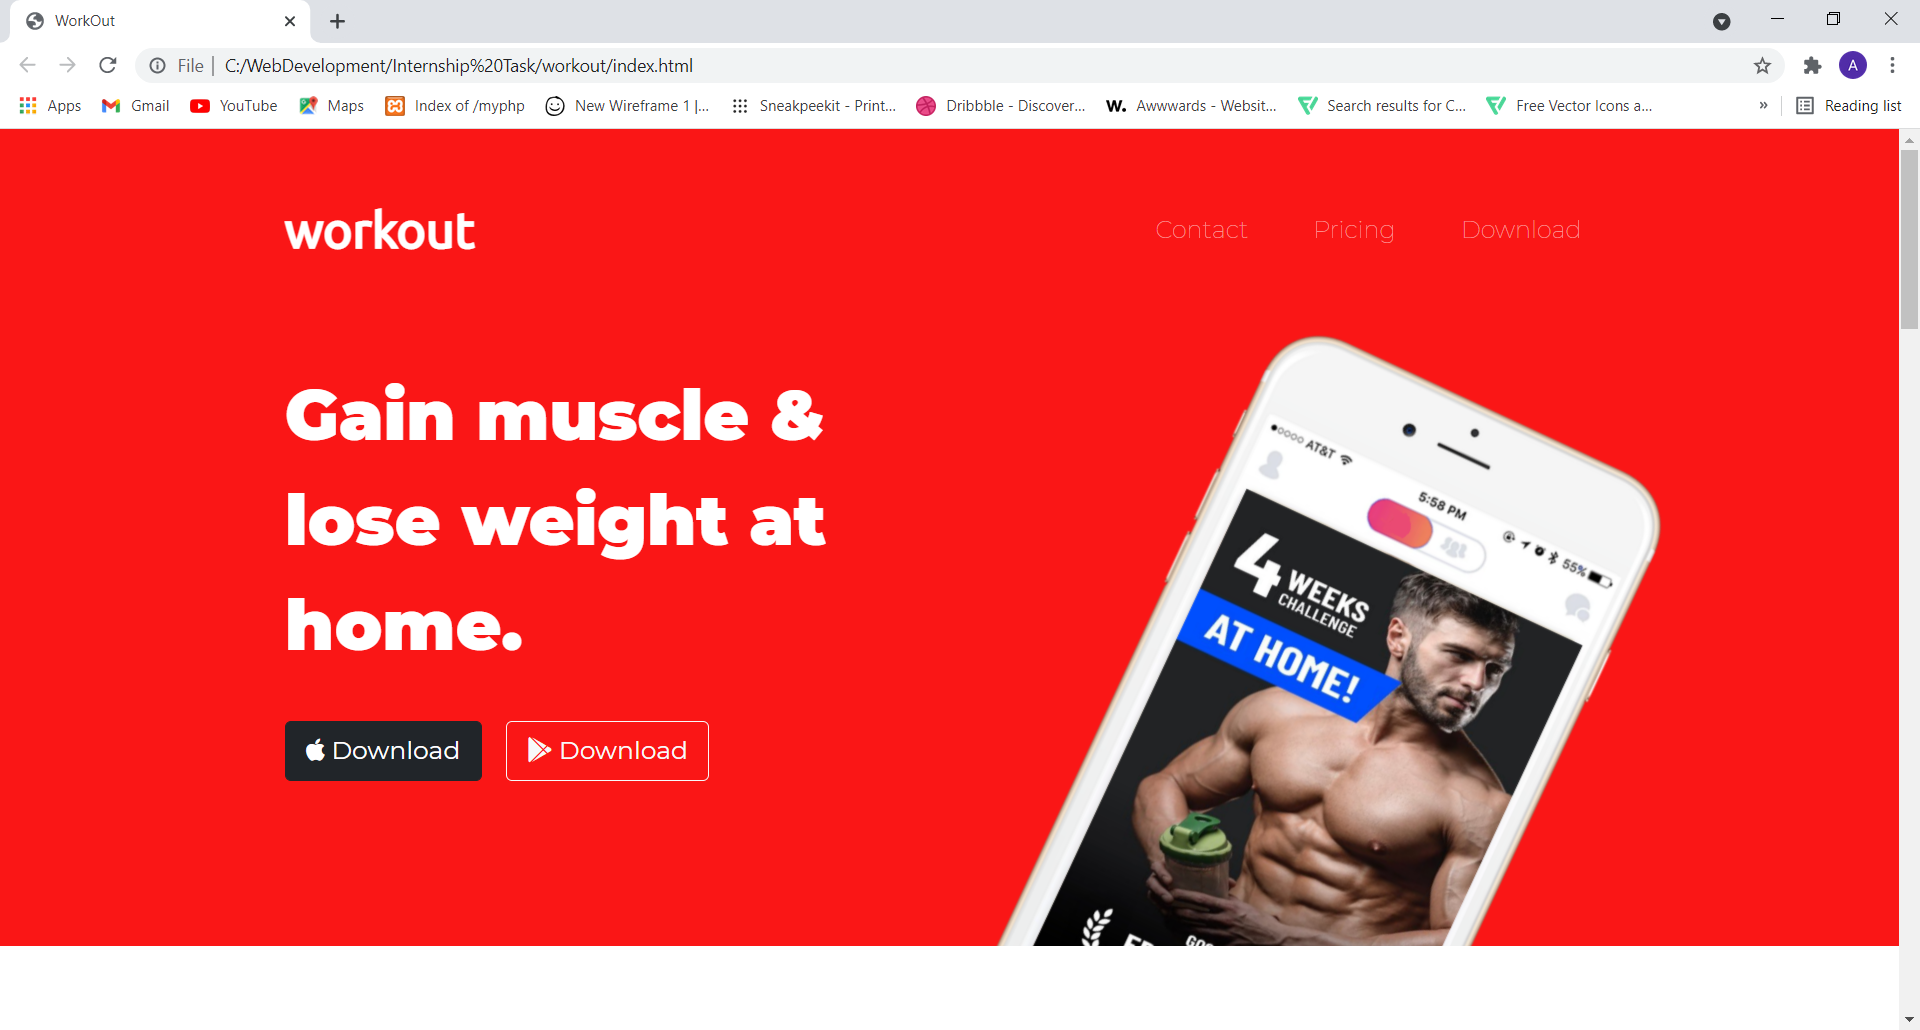 WorkOut
File | C:/WebDevelopment/Internship%20Task/workout/index.html
A
Apps Gmail YouTube Maps Index of /myphp New Wireframe 1 |... Sneakpeekit - Print... Dribbble - Discover... W. Awwwards - Websit... Search results for C... Free Vector Icons a... » Reading list
workout
Contact Pricing Download
Gain muscle &
lose weight at
home.
Download Download
AT&T
5:58 PM
55%
4 WEEKS
CHALLENGE
AT HOME!